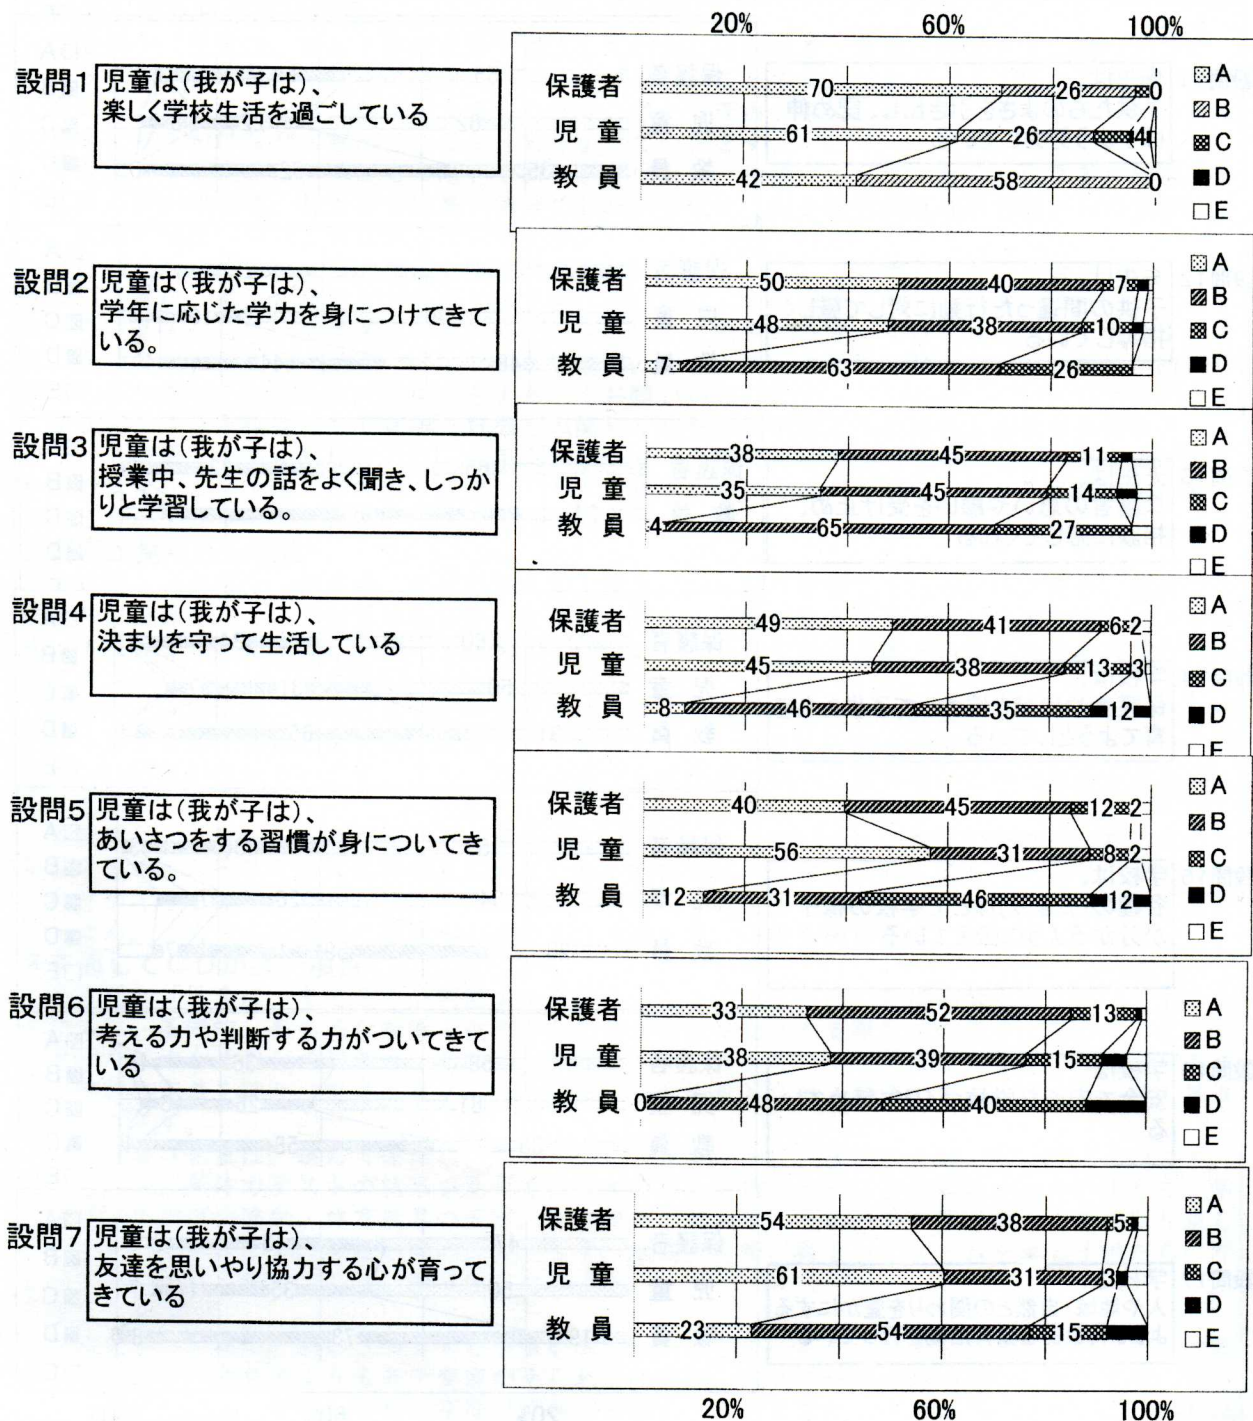 20% 60% 100%
設問1 児童は(我が子は)、
楽しく学校生活を過ごしている
保護者 70 26 0
児 童 61 26 4
教 員 42 58 0
A
B
C
D
E
設問2 児童は(我が子は)、
学年に応じた学力を身につけてきて
いる。
保護者 50 40 7
児 童 48 38 10
教 員 7 63 26
A
B
C
D
E
設問3 児童は(我が子は)、
授業中、先生の話をよく聞き、しっか
りと学習している。
保護者 38 45 11
児 童 35 45 14
教 員 4 65 27
A
B
C
D
E
設問4 児童は(我が子は)、
決まりを守って生活している
保護者 49 41 6 2
児 童 45 38 13 3
教 員 8 46 35 12
A
B
C
D
E
設問5 児童は(我が子は)、
あいさつをする習慣が身についてき
ている。
保護者 40 45 12 2
児 童 56 31 8 2
教 員 12 31 46 12
A
B
C
D
E
設問6 児童は(我が子は)、
考える力や判断する力がついてきて
いる
保護者 33 52 13
児 童 38 39 15
教 員 0 48 40
A
B
C
D
E
設問7 児童は(我が子は)、
友達を思いやり協力する心が育って
きている
保護者 54 38 5
児 童 61 31 3
教 員 23 54 15
A
B
C
D
E
20% 60% 100%